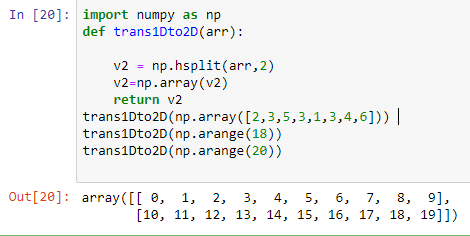 In [20]: import numpy as np
def trans1Dto2D(arr):
v2 = np.hsplit(arr,2)
v2=np.array(v2)
return v2
trans1Dto2D(np.array([2,3,5,3,1,3,4,6]))
trans1Dto2D(np.arange(18))
trans1Dto2D(np.arange(20))
Out[20]: array([[ 0,  1,  2,  3,  4,  5,  6,  7,  8,  9],
[10, 11, 12, 13, 14, 15, 16, 17, 18, 19]])